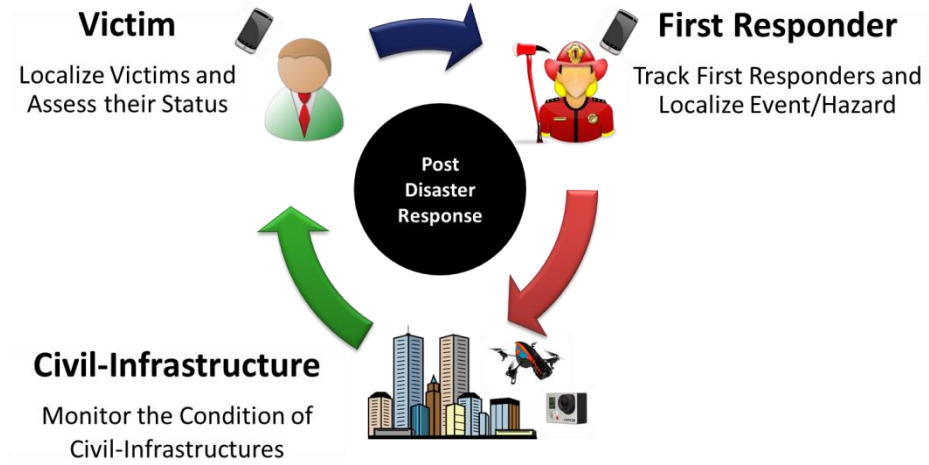 Victim
Localize Victims and
Assess their Status
First Responder
Track First Responders and
Localize Event/Hazard
Post
Disaster
Response
Civil-Infrastructure
Monitor the Condition of
Civil-Infrastructures